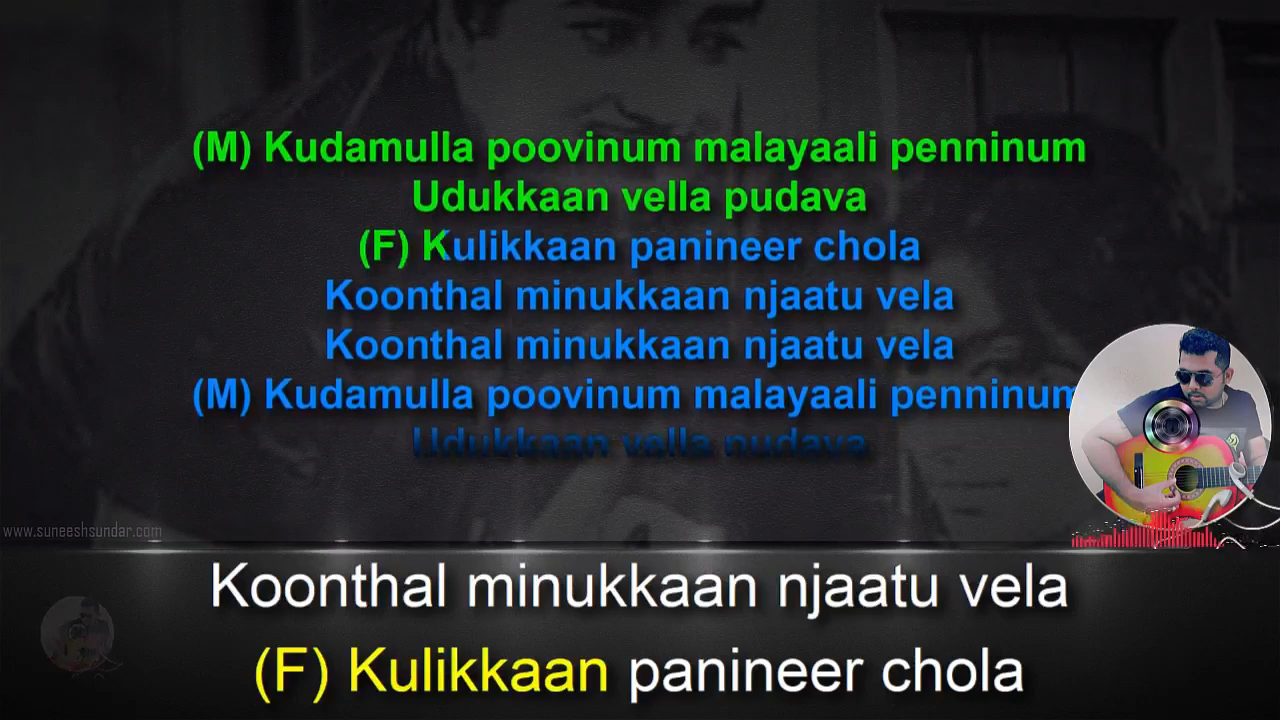 (M) Kudamulla poovinum malayaali penninum
Udukkaan vella pudava
(F) Kulikkaan panineer chola
Koonthal minukkaan njaatu vela
Koonthal minukkaan njaatu vela
(M) Kudamulla poovinum malayaali penninum
Udukkaan vella pudava
www.suneeshsundar.com
Koonthal minukkaan njaatu vela
(F) Kulikkaan panineer chola